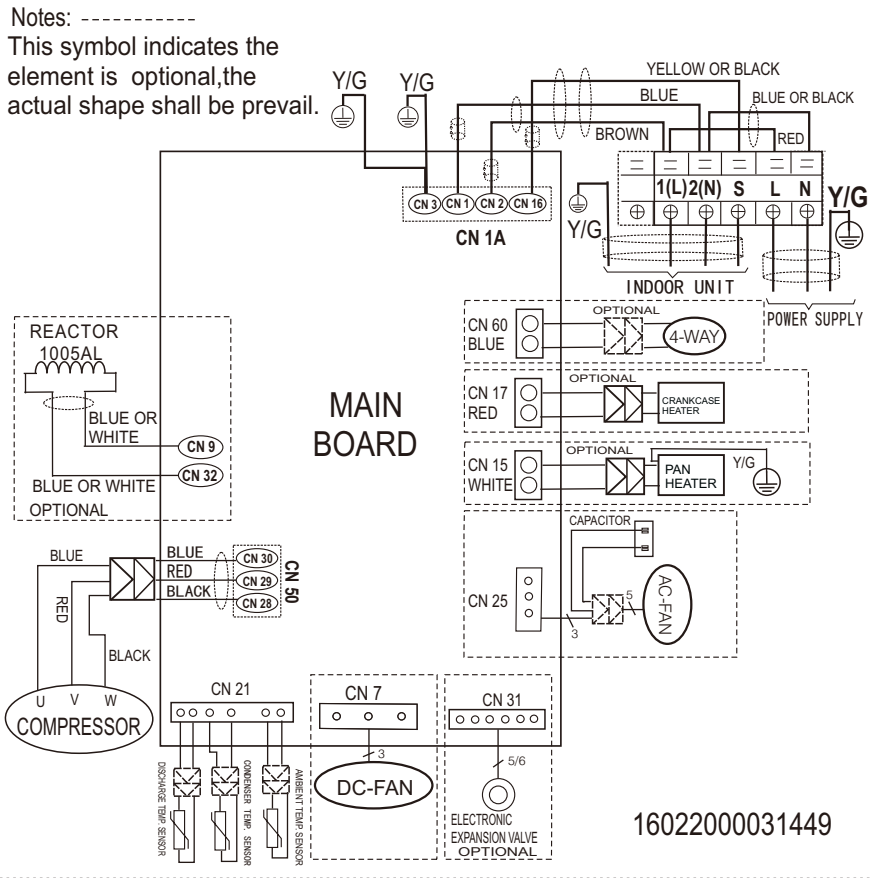 Notes: -----------
This symbol indicates the
element is optional,the
actual shape shall be prevail.
Y/G
Y/G
YELLOW OR BLACK
BLUE
BLUE OR BLACK
BROWN
RED
1(L) 2(N) S L N
Y/G
Y/G
INDOOR UNIT
POWER SUPPLY
CN 3
CN 1
CN 2
CN 16
CN 1A
REACTOR
1005AL
BLUE OR
WHITE
CN 9
CN 32
BLUE OR WHITE
OPTIONAL
MAIN
BOARD
CN 60
BLUE
OPTIONAL
4-WAY
CN 17
RED
OPTIONAL
CRANKCASE
HEATER
CN 15
WHITE
OPTIONAL
PAN
HEATER
Y/G
CAPACITOR
CN 25
3
5
AC-FAN
BLUE
RED
BLACK
BLUE
RED
BLACK
CN 30
CN 29
CN 28
CN 50
U V W
COMPRESSOR
CN 21
DISCHARGE TEMP. SENSOR
CONDENSER TEMP. SENSOR
AMBIENT TEMP. SENSOR
CN 7
3
DC-FAN
CN 31
5/6
ELECTRONIC
EXPANSION VALVE
OPTIONAL
16022000031449